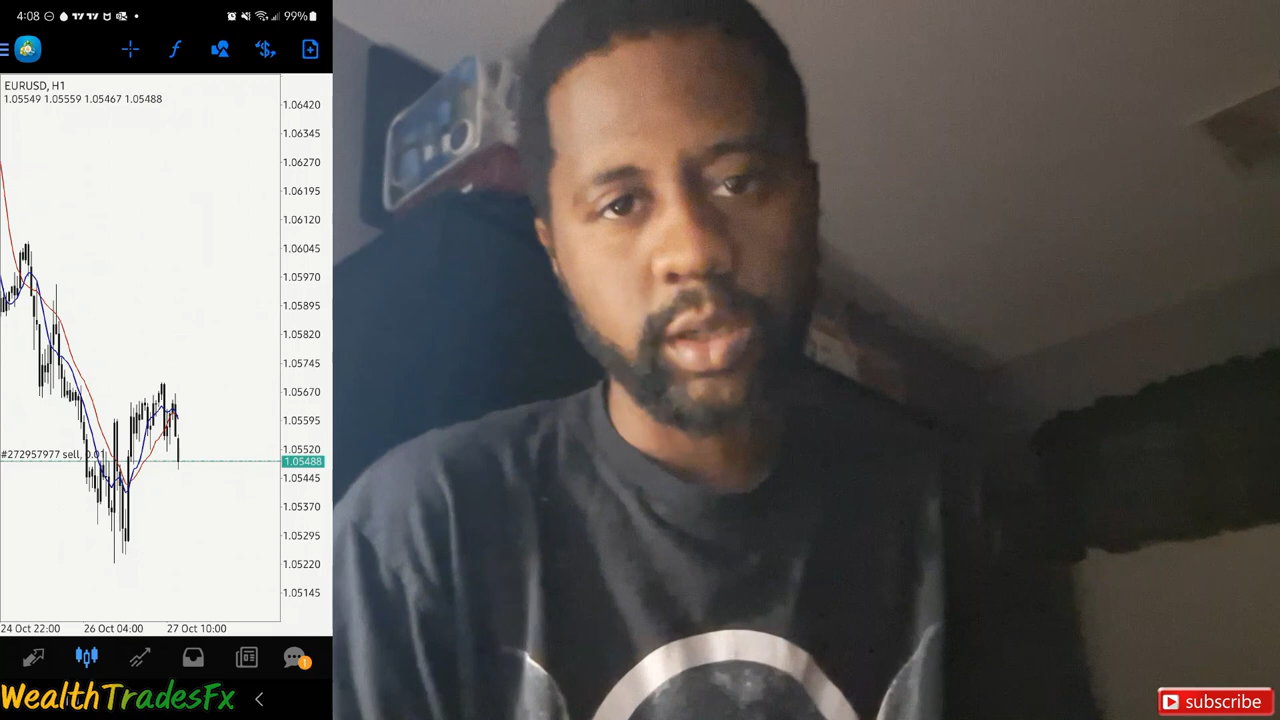 4:08
99%
EURUSD, H1
1.05549 1.05559 1.05467 1.05488
1.06420
1.06345
1.06270
1.06195
1.06120
1.06045
1.05970
1.05895
1.05820
1.05745
1.05670
1.05595
1.05520
#272957977 sell, 0.01
1.05488
1.05445
1.05370
1.05295
1.05220
1.05145
24 Oct 22:00
26 Oct 04:00
27 Oct 10:00
1
WealthTradesFx
subscribe